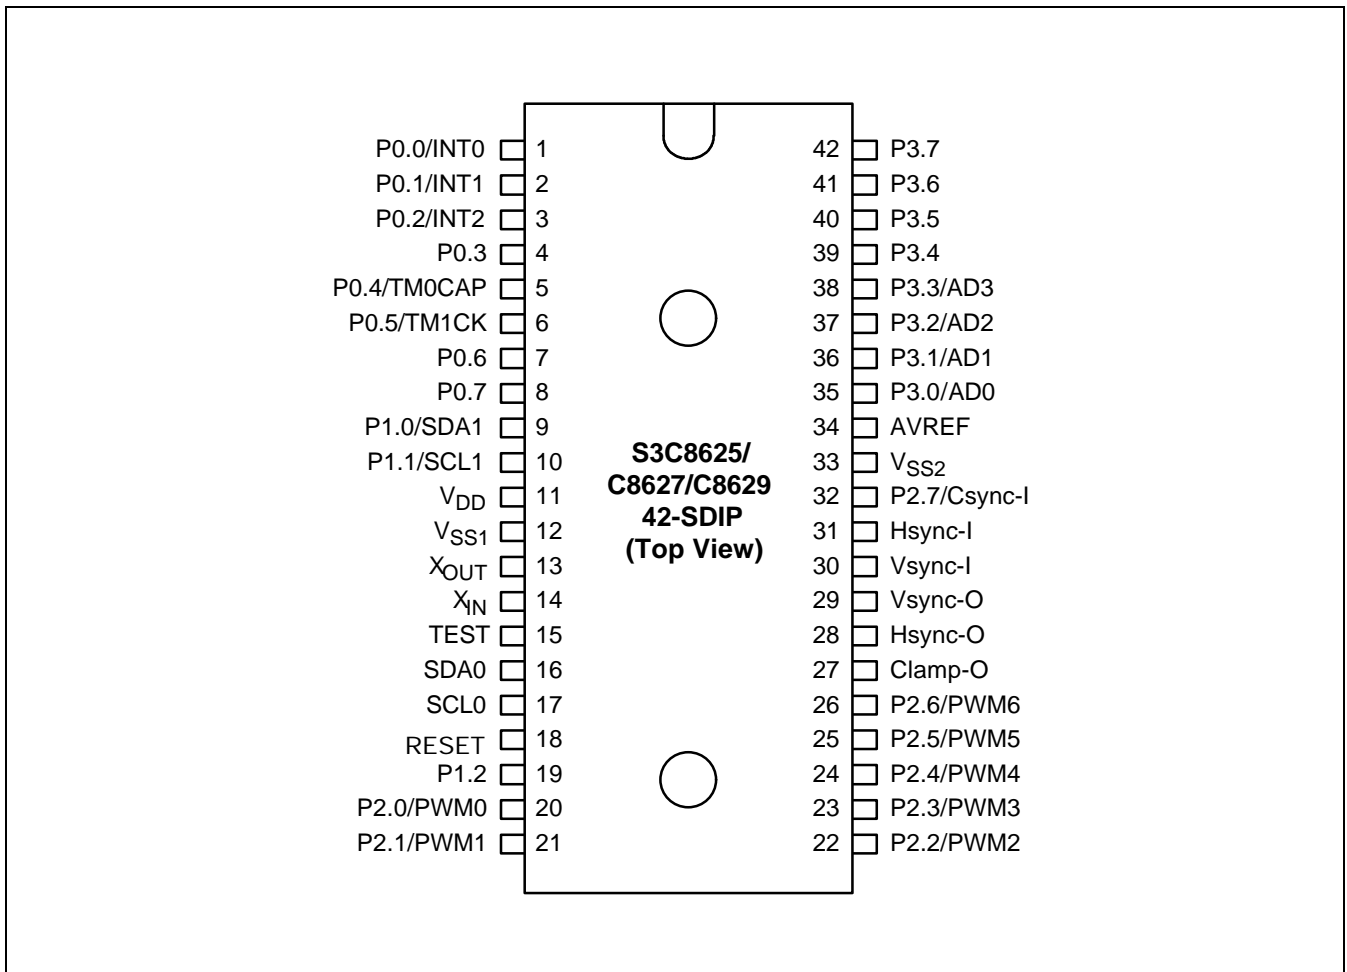 P0.0/INT0 1 42 P3.7
P0.1/INT1 2 41 P3.6
P0.2/INT2 3 40 P3.5
P0.3 4 39 P3.4
P0.4/TM0CAP 5 38 P3.3/AD3
P0.5/TM1CK 6 37 P3.2/AD2
P0.6 7 36 P3.1/AD1
P0.7 8 35 P3.0/AD0
P1.0/SDA1 9 34 AVREF
P1.1/SCL1 10 33 VSS2
VDD 11 32 P2.7/Csync-I
VSS1 12 31 Hsync-I
XOUT 13 30 Vsync-I
XIN 14 29 Vsync-O
TEST 15 28 Hsync-O
SDA0 16 27 Clamp-O
SCL0 17 26 P2.6/PWM6
RESET 18 25 P2.5/PWM5
P1.2 19 24 P2.4/PWM4
P2.0/PWM0 20 23 P2.3/PWM3
P2.1/PWM1 21 22 P2.2/PWM2
S3C8625/
C8627/C8629
42-SDIP
(Top View)